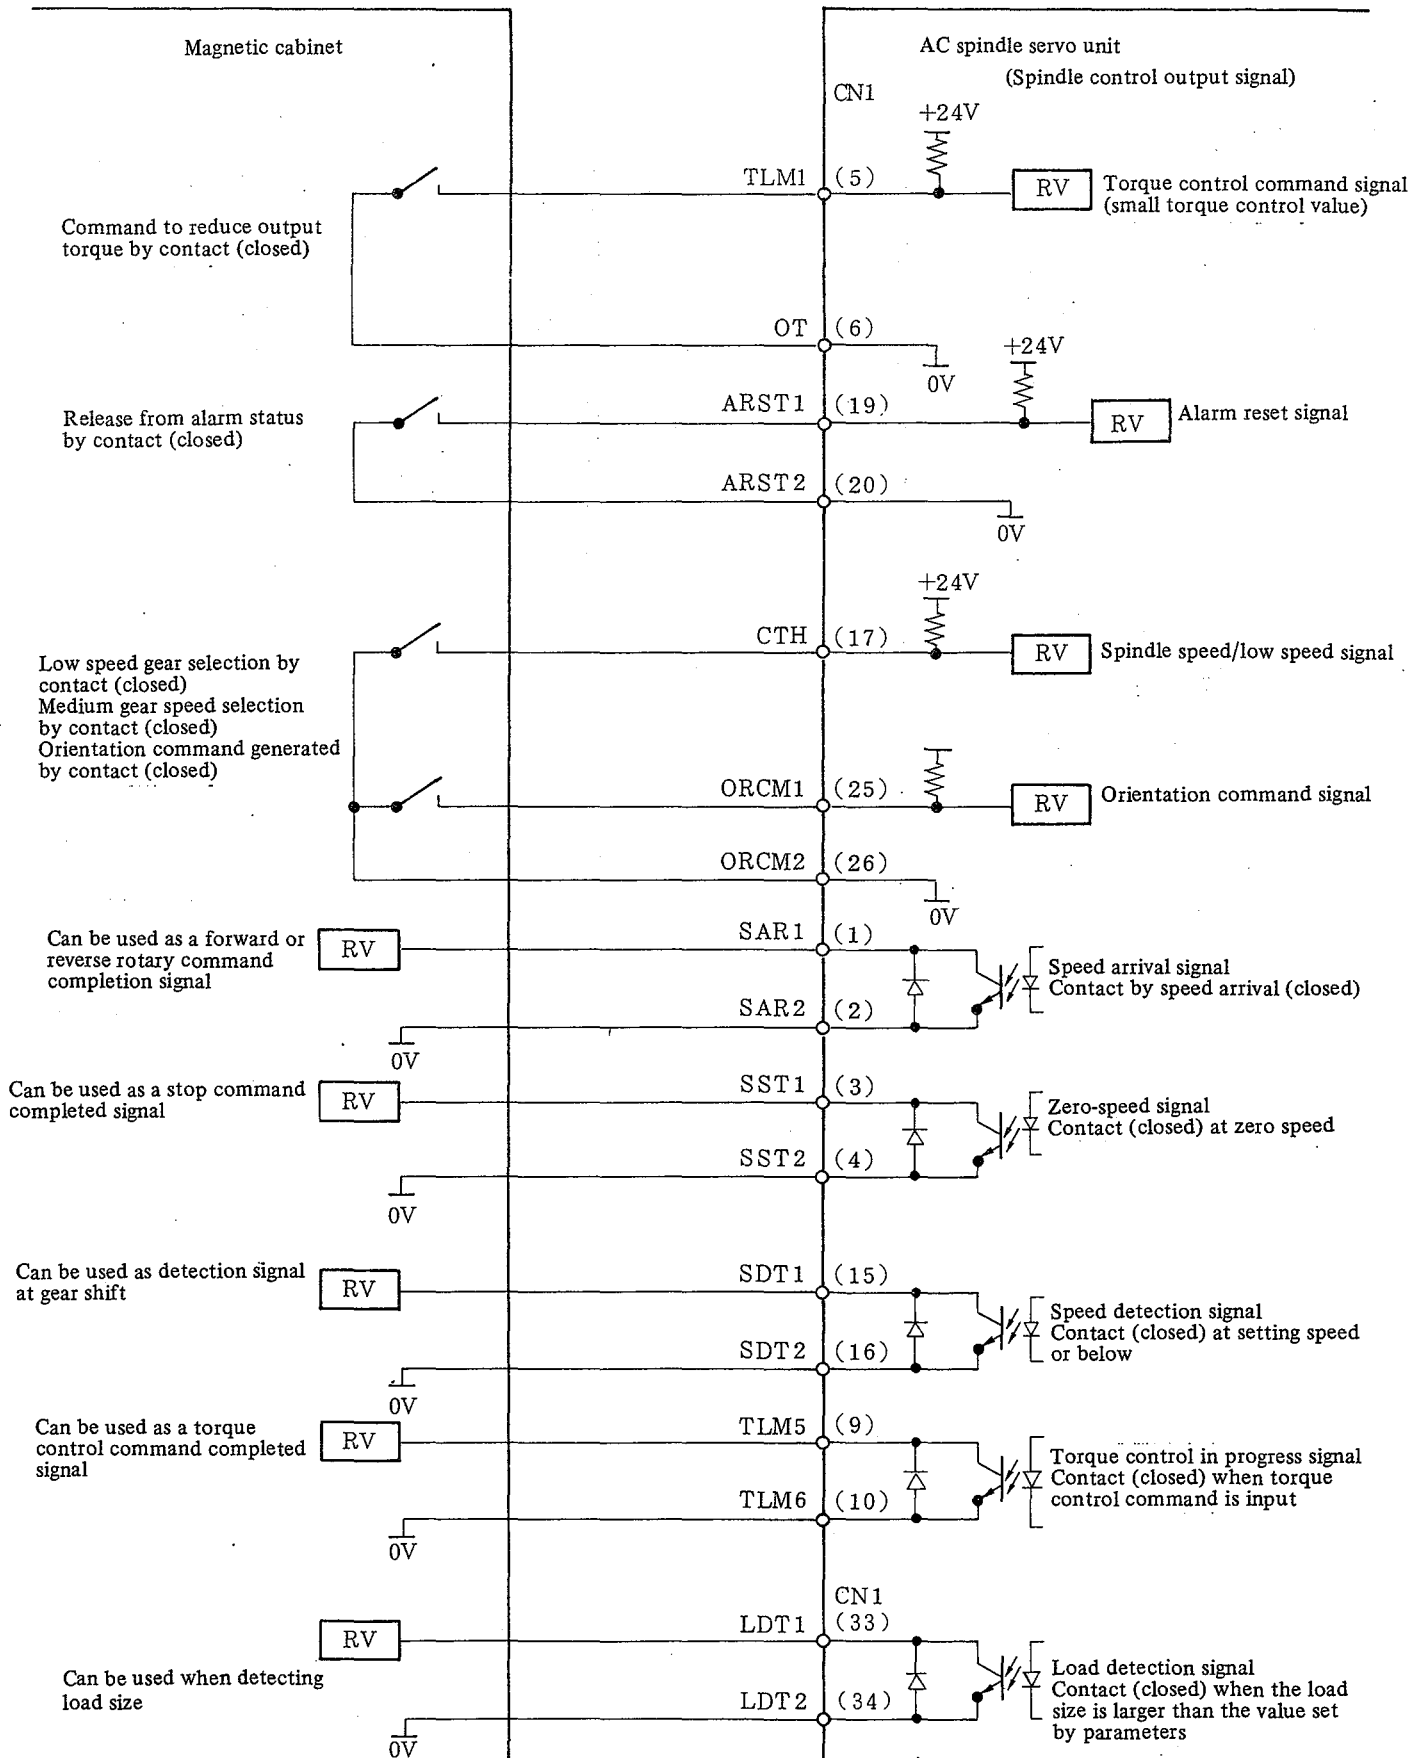 Magnetic cabinet
AC spindle servo unit
(Spindle control output signal)
CN1
+24V
TLM1 (5)
RV
Torque control command signal
(small torque control value)
Command to reduce output
torque by contact (closed)
OT (6)
0V
+24V
ARST1 (19)
RV
Alarm reset signal
Release from alarm status
by contact (closed)
ARST2 (20)
0V
+24V
CTH (17)
RV
Spindle speed/low speed signal
Low speed gear selection by
contact (closed)
Medium gear speed selection
by contact (closed)
Orientation command generated
by contact (closed)
ORCM1 (25)
RV
Orientation command signal
ORCM2 (26)
0V
Can be used as a forward or
reverse rotary command
completion signal
RV
SAR1 (1)
Speed arrival signal
Contact by speed arrival (closed)
SAR2 (2)
0V
Can be used as a stop command
completed signal
RV
SST1 (3)
Zero-speed signal
Contact (closed) at zero speed
SST2 (4)
0V
Can be used as detection signal
at gear shift
RV
SDT1 (15)
Speed detection signal
Contact (closed) at setting speed
or below
SDT2 (16)
0V
Can be used as a torque
control command completed
signal
RV
TLM5 (9)
Torque control in progress signal
Contact (closed) when torque
control command is input
TLM6 (10)
0V
CN1
RV
LDT1 (33)
Can be used when detecting
load size
Load detection signal
Contact (closed) when the load
size is larger than the value set
by parameters
LDT2 (34)
0V